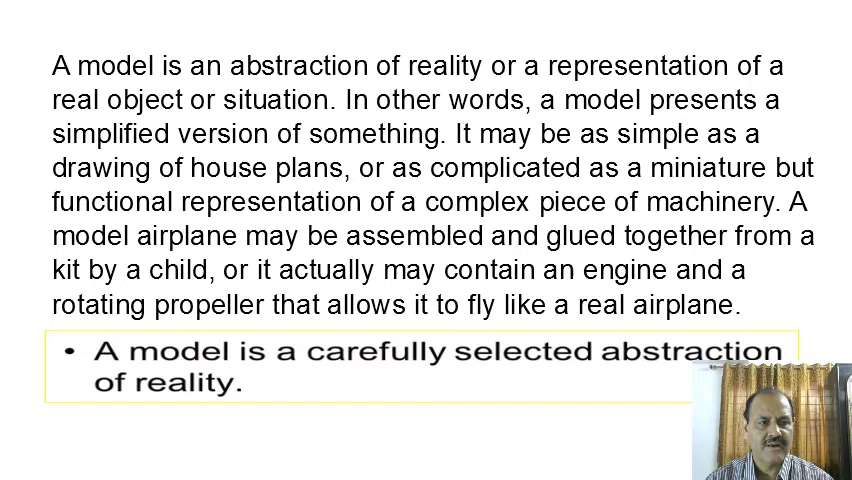 A model is an abstraction of reality or a representation of a
real object or situation. In other words, a model presents a
simplified version of something. It may be as simple as a
drawing of house plans, or as complicated as a miniature but
functional representation of a complex piece of machinery. A
model airplane may be assembled and glued together from a
kit by a child, or it actually may contain an engine and a
rotating propeller that allows it to fly like a real airplane.
• A model is a carefully selected abstraction
of reality.